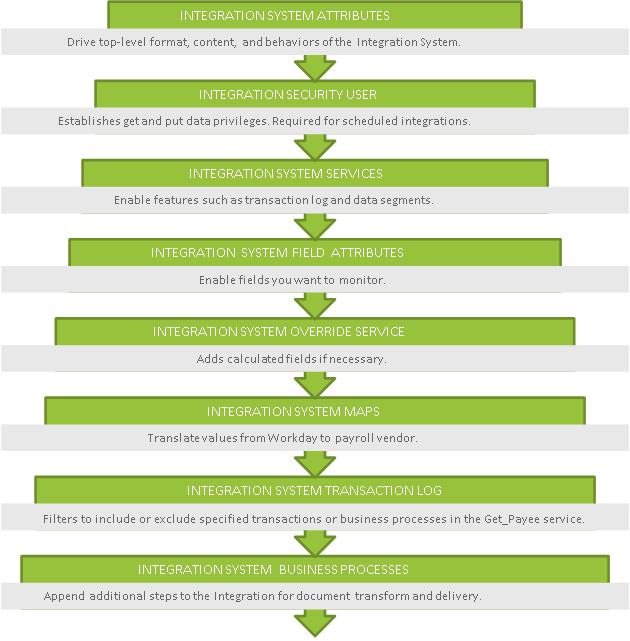 INTEGRATION SYSTEM ATTRIBUTES
Drive top-level format, content, and behaviors of the Integration System.
INTEGRATION SECURITY USER
Establishes get and put data privileges. Required for scheduled integrations.
INTEGRATION SYSTEM SERVICES
Enable features such as transaction log and data segments.
INTEGRATION SYSTEM FIELD ATTRIBUTES
Enable fields you want to monitor.
INTEGRATION SYSTEM OVERRIDE SERVICE
Adds calculated fields if necessary.
INTEGRATION SYSTEM MAPS
Translate values from Workday to payroll vendor.
INTEGRATION SYSTEM TRANSACTION LOG
Filters to include or exclude specified transactions or business processes in the Get_Payee service.
INTEGRATION SYSTEM BUSINESS PROCESSES
Append additional steps to the Integration for document transform and delivery.